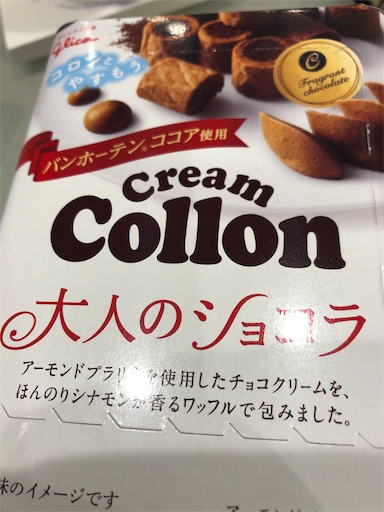 glico
コロンと
やすもう
Fragrant
chocolate
バンホーテン®ココア使用
Cream
Collon
大人のショコラ
アーモンドプラリンを使用したチョコクリームを、
ほんのりシナモンが香るワッフルで包みました。
味のイメージです